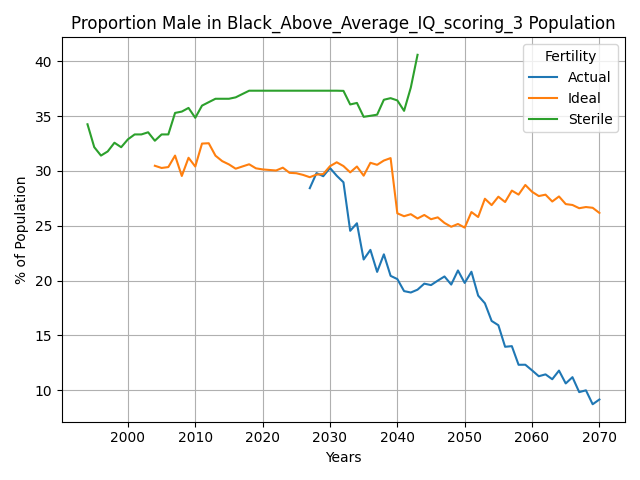 Proportion Male in Black_Above_Average_IQ_scoring_3 Population
Fertility
Actual
Ideal
Sterile
% of Population
40
35
30
25
20
15
10
2000 2010 2020 2030 2040 2050 2060 2070
Years